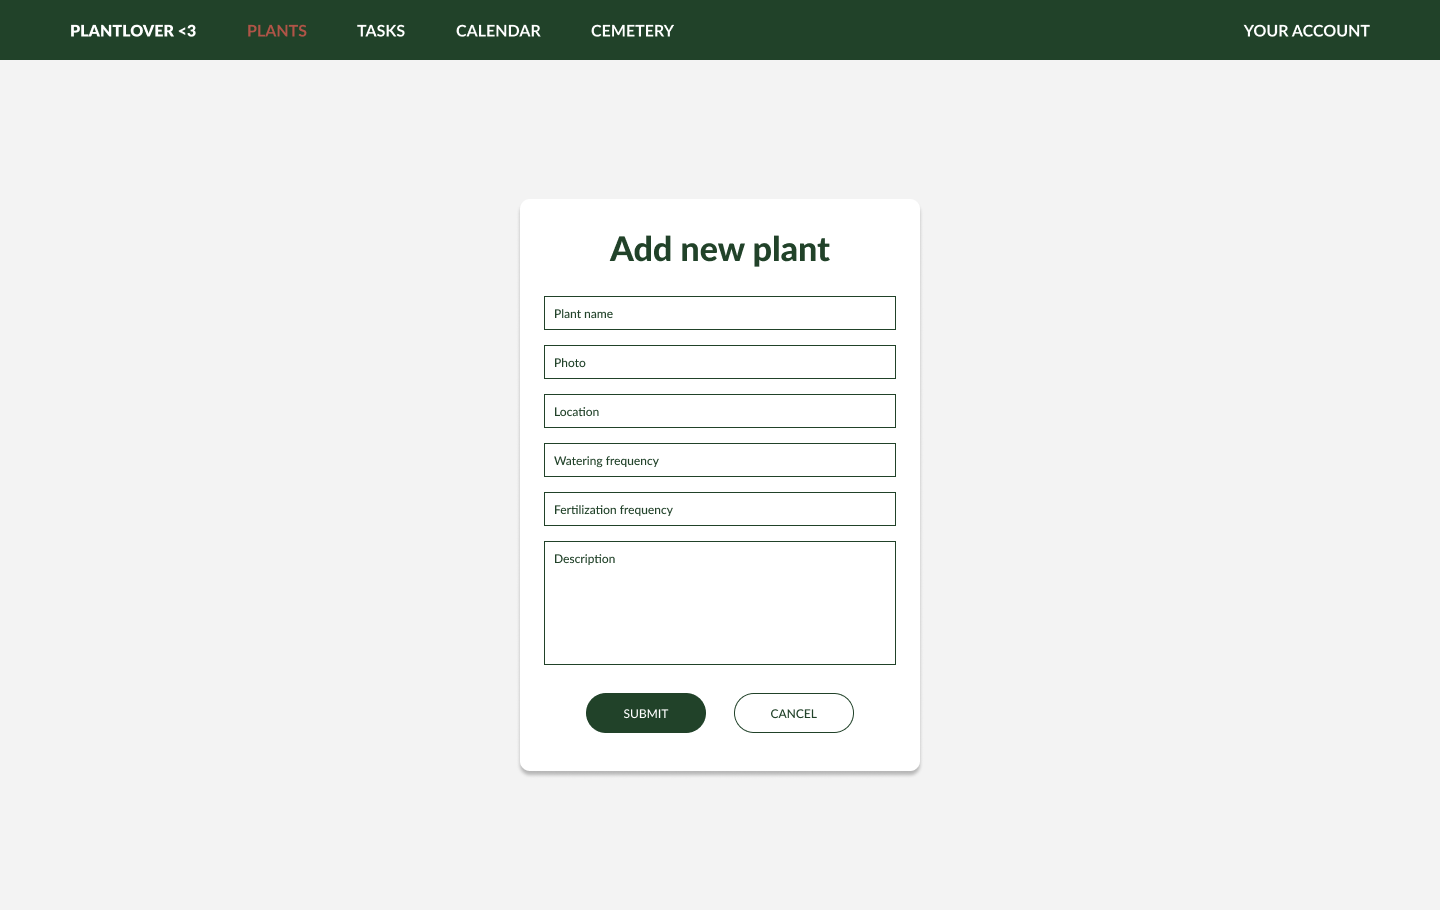 PLANTLOVER <3 PLANTS TASKS CALENDAR CEMETERY YOUR ACCOUNT
Add new plant
Plant name
Photo
Location
Watering frequency
Fertilization frequency
Description
SUBMIT CANCEL